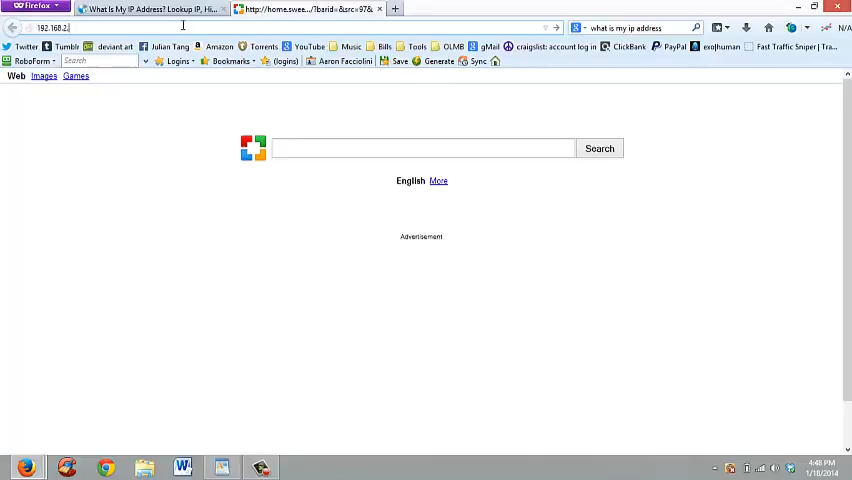 Firefox
What Is My IP Address? Lookup IP, Hi...
http://home.swee.../?barid=&src=97&
192.168.2.
what is my ip address
N/A
Twitter Tumblr deviant art Julian Tang Amazon Torrents YouTube Music Bills Tools OLMB gMail craigslist: account log in ClickBank PayPal exo|human Fast Traffic Sniper | Tra...
RoboForm Search Logins Bookmarks (logins) Aaron Facciolini Save Generate Sync
Web Images Games
Search
English More
Advertisement
4:48 PM
1/18/2014